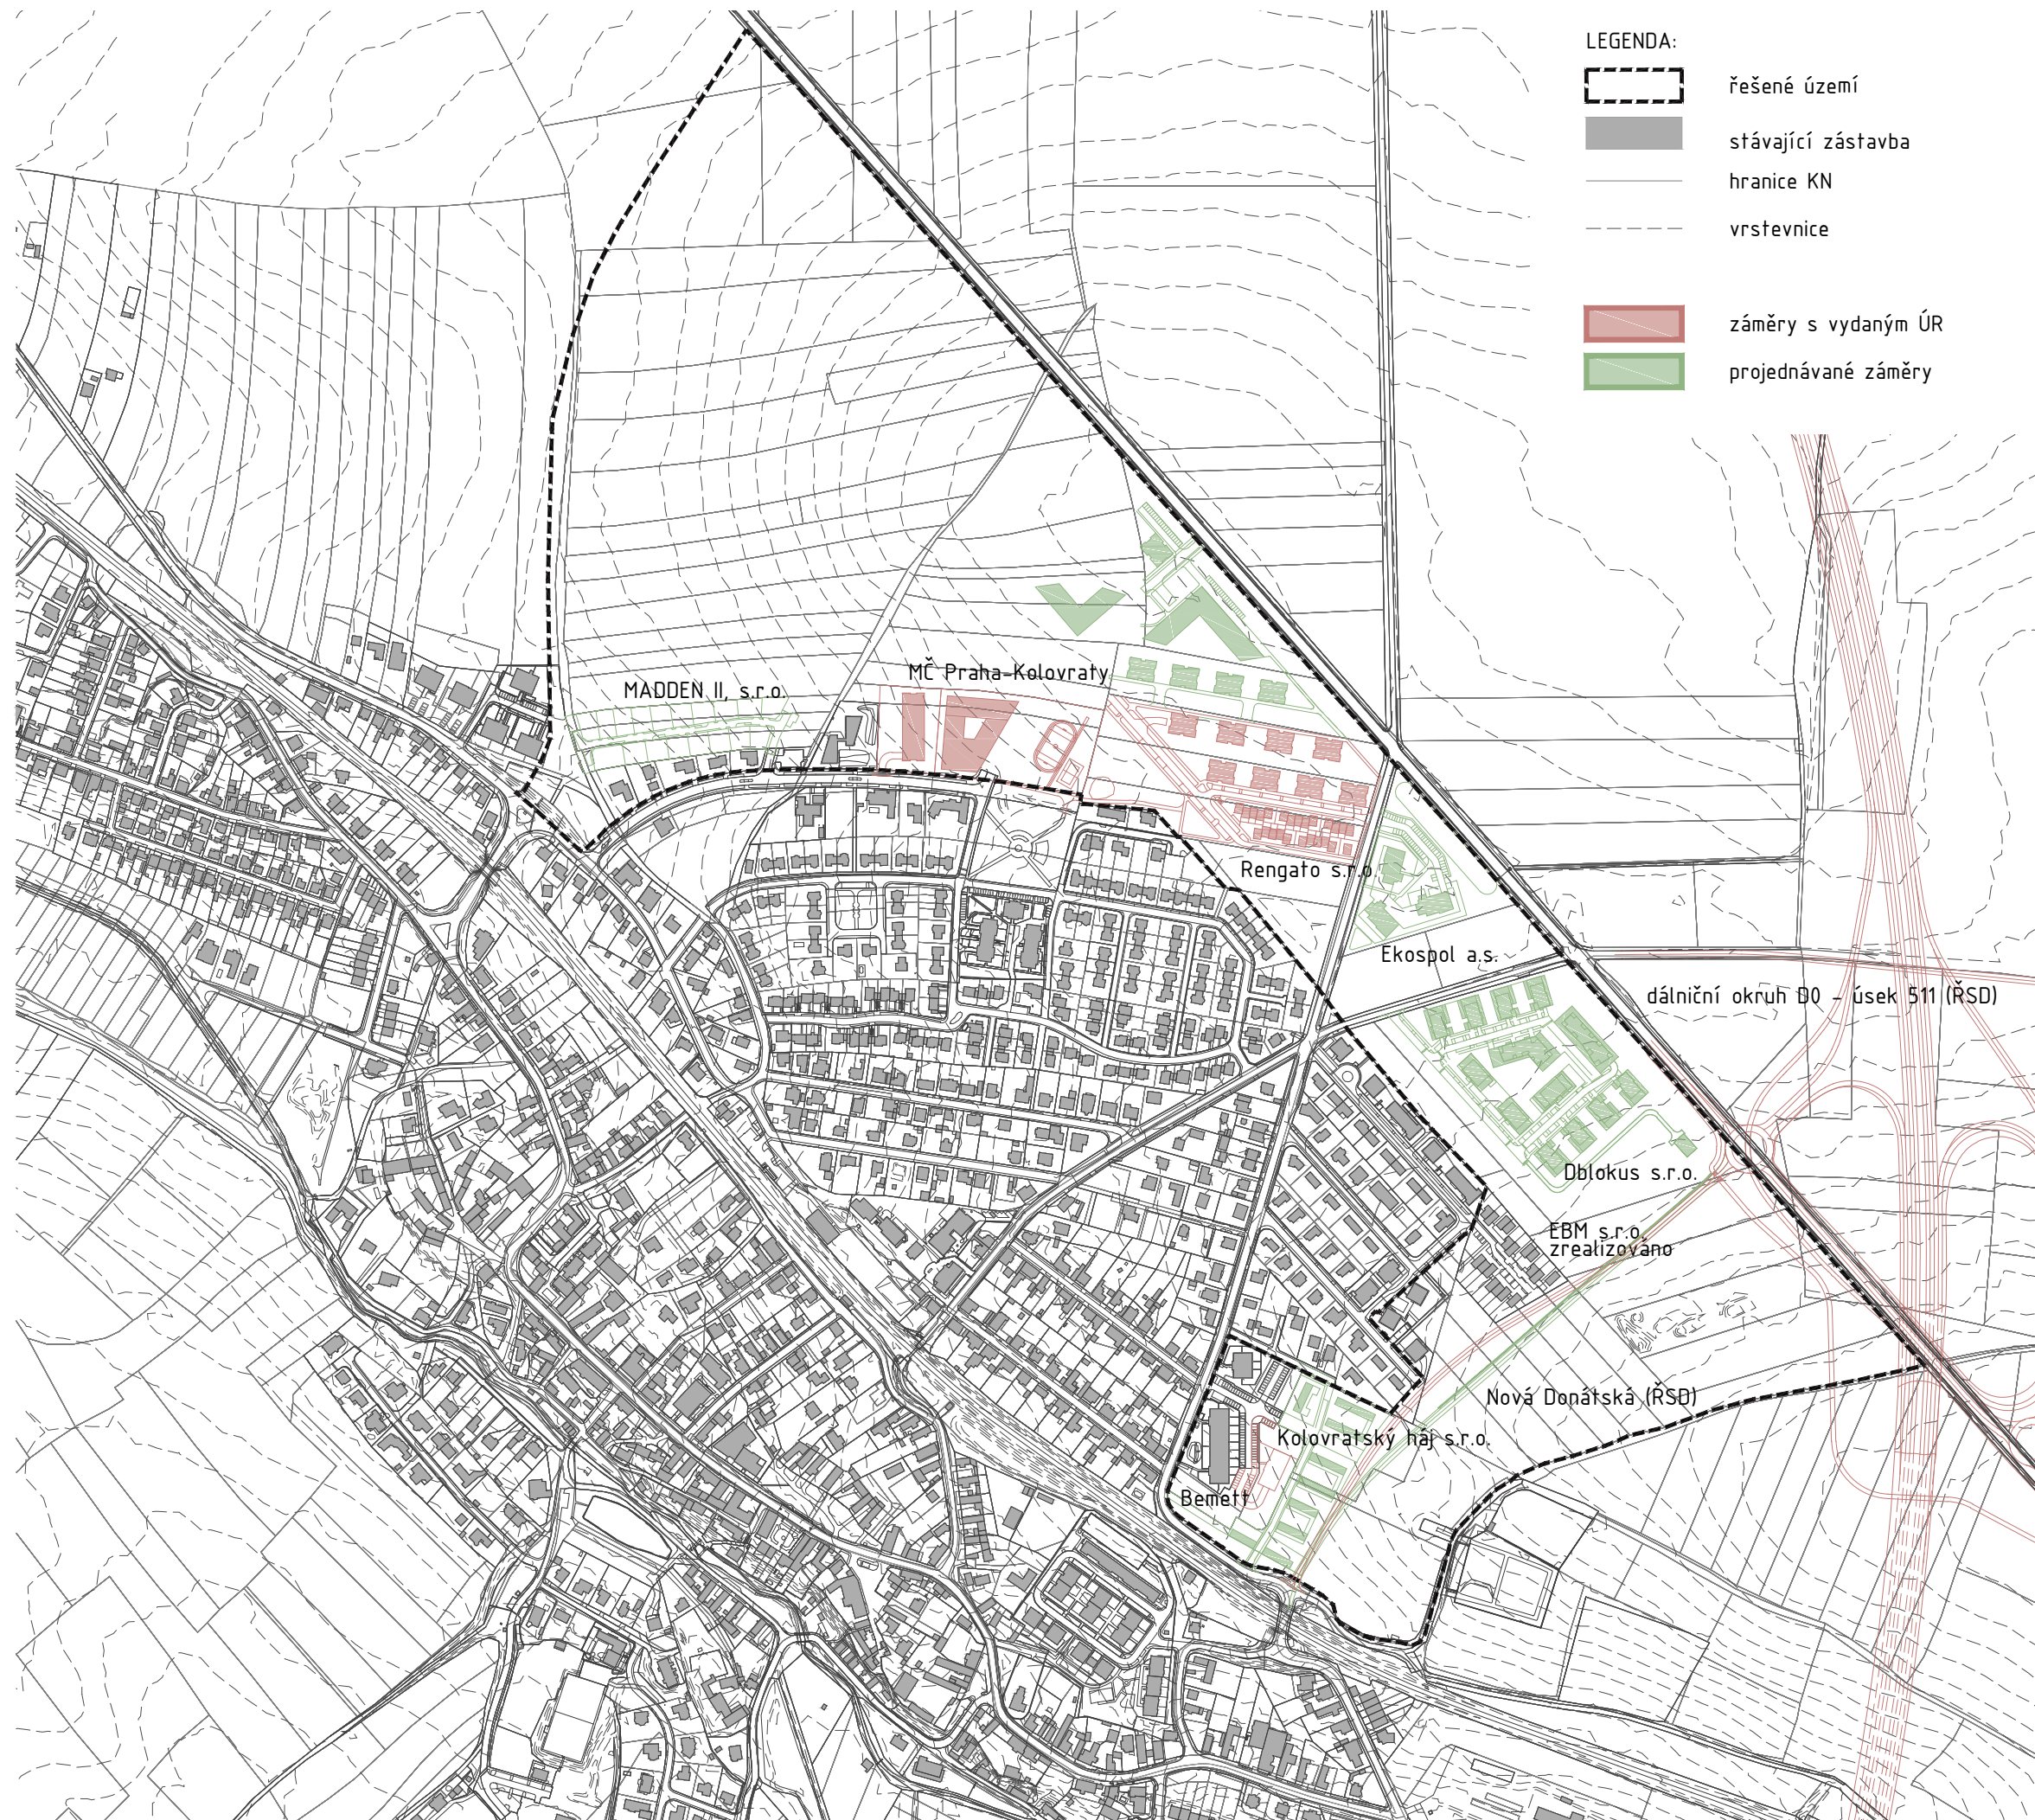 LEGENDA:
řešené území
stávající zástavba
hranice KN
vrstevnice
záměry s vydaným ÚR
projednávané záměry
MČ Praha-Kolovraty
MADDEN II, s.r.o.
Rengato s.r.o.
Ekospol a.s.
dálniční okruh D0 - úsek 511 (ŘSD)
Dblokus s.r.o.
EBM s.r.o.
zrealizováno
Nová Donátská (ŘSD)
Kolovratský háj s.r.o.
Bemett